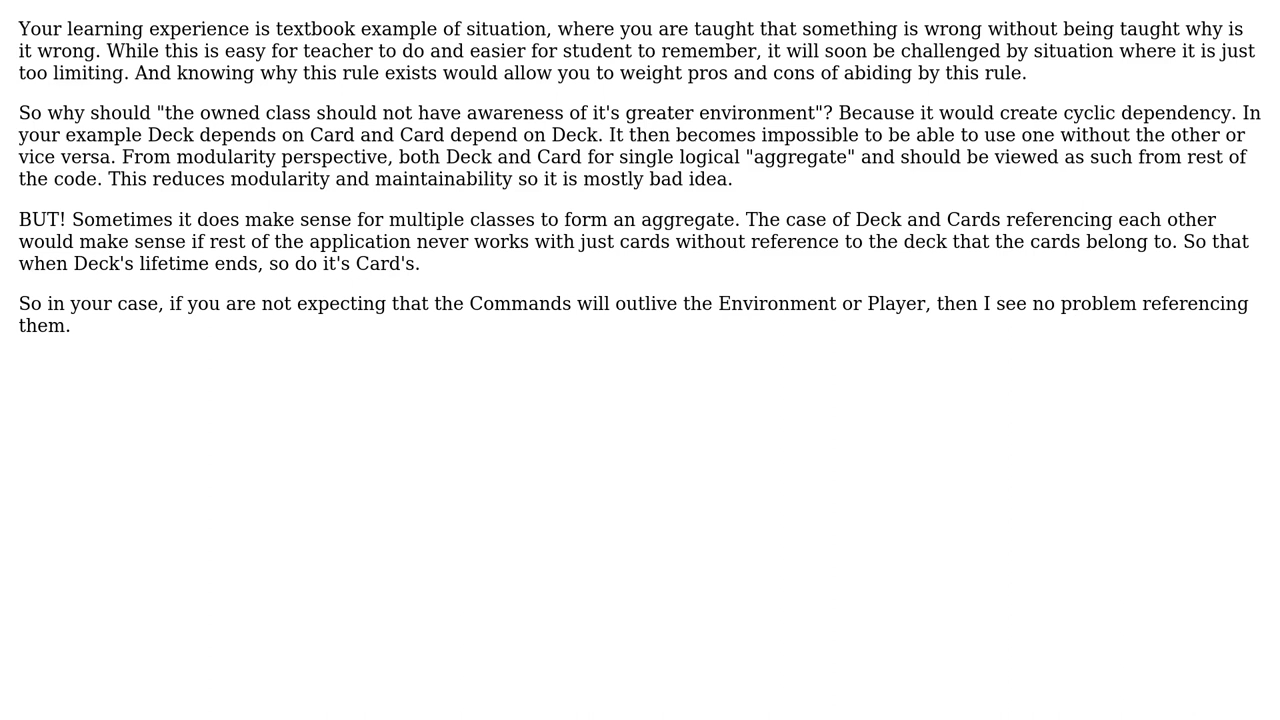 Your learning experience is textbook example of situation, where you are taught that something is wrong without being taught why is
it wrong. While this is easy for teacher to do and easier for student to remember, it will soon be challenged by situation where it is just
too limiting. And knowing why this rule exists would allow you to weight pros and cons of abiding by this rule.
So why should "the owned class should not have awareness of it's greater environment"? Because it would create cyclic dependency. In
your example Deck depends on Card and Card depend on Deck. It then becomes impossible to be able to use one without the other or
vice versa. From modularity perspective, both Deck and Card for single logical "aggregate" and should be viewed as such from rest of
the code. This reduces modularity and maintainability so it is mostly bad idea.
BUT! Sometimes it does make sense for multiple classes to form an aggregate. The case of Deck and Cards referencing each other
would make sense if rest of the application never works with just cards without reference to the deck that the cards belong to. So that
when Deck's lifetime ends, so do it's Card's.
So in your case, if you are not expecting that the Commands will outlive the Environment or Player, then I see no problem referencing
them.